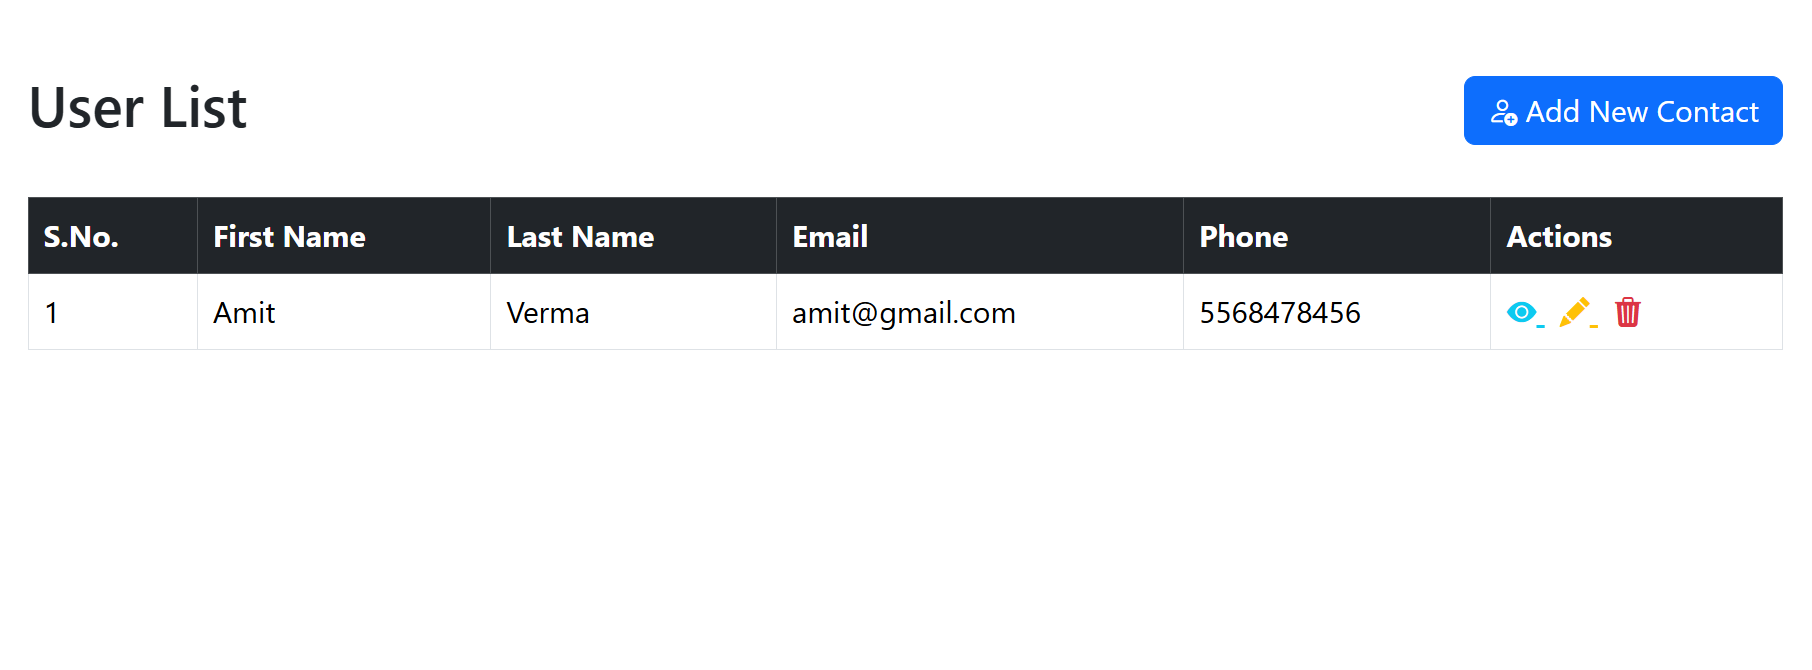 User List
Add New Contact
S.No. First Name Last Name Email Phone Actions
1 Amit Verma amit@gmail.com 5568478456